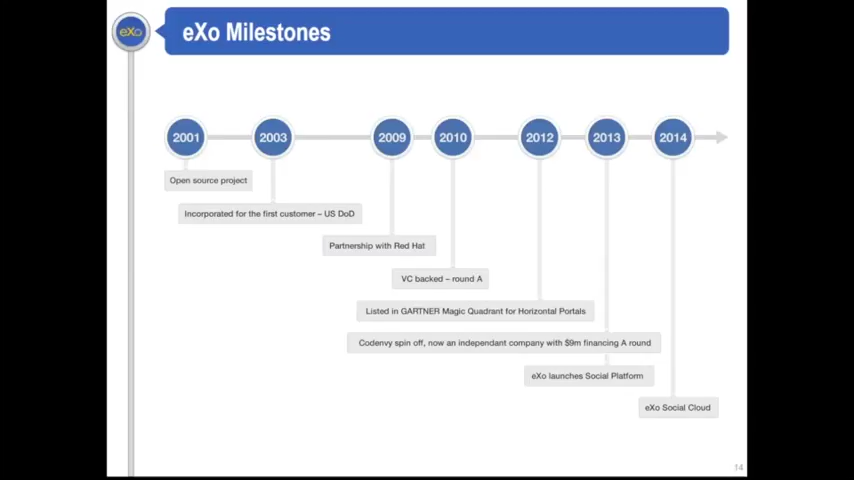 eXo
eXo Milestones
2001
2003
2009
2010
2012
2013
2014
Open source project
Incorporated for the first customer – US DoD
Partnership with Red Hat
VC backed – round A
Listed in GARTNER Magic Quadrant for Horizontal Portals
Codenvy spin off, now an independant company with $9m financing A round
eXo launches Social Platform
eXo Social Cloud
14